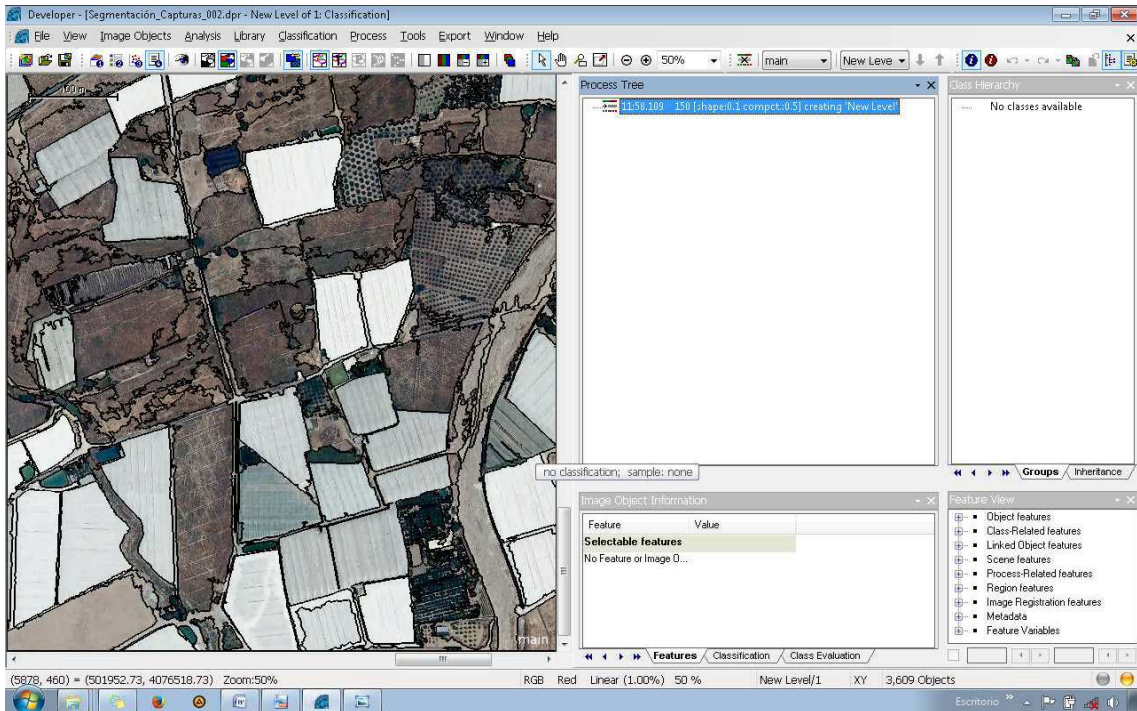 Developer - [Segmentación_Capturas_002.dpr - New Level of 1: Classification]
File View Image Objects Analysis Library Classification Process Tools Export Window Help
50% main New Leve
100 m
Process Tree
11:58.109 150 [shape:0.1 compct.:0.5] creating 'New Level'
Class Hierarchy
No classes available
no classification; sample: none
Groups Inheritance
main
Image Object Information
Feature Value
Selectable features
No Feature or Image O...
Features Classification Class Evaluation
Feature View
Object features
Class-Related features
Linked Object features
Scene features
Process-Related features
Region features
Image Registration features
Metadata
Feature Variables
(5878, 460) = (501952.73, 4076518.73) Zoom:50% RGB Red Linear (1.00%) 50 % New Level/1 XY 3,609 Objects
Escritorio